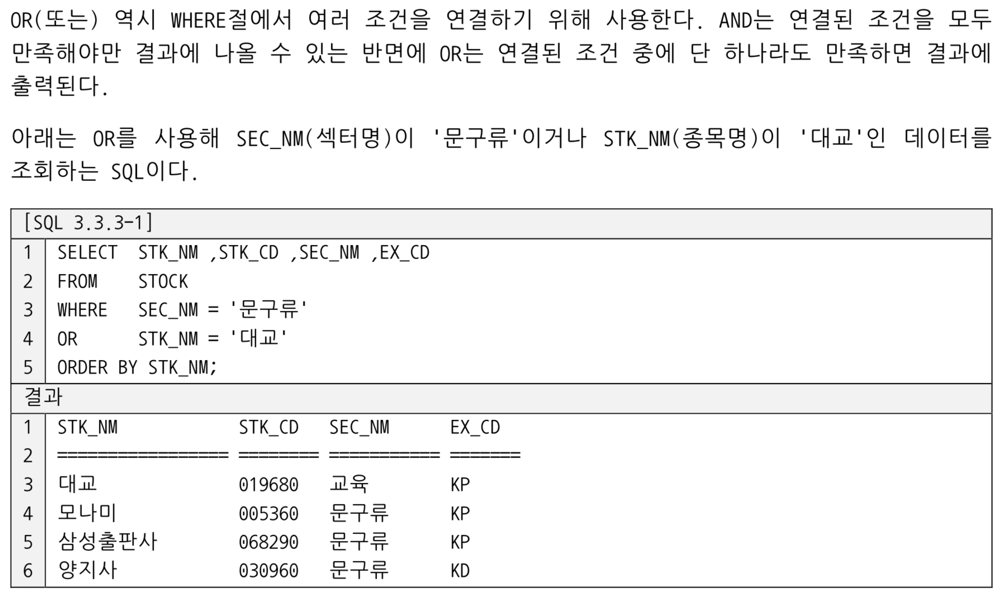 OR(또는) 역시 WHERE절에서 여러 조건을 연결하기 위해 사용한다. AND는 연결된 조건을 모두
만족해야만 결과에 나올 수 있는 반면에 OR는 연결된 조건 중에 단 하나라도 만족하면 결과에
출력된다.
아래는 OR를 사용해 SEC_NM(섹터명)이 '문구류'이거나 STK_NM(종목명)이 '대교'인 데이터를
조회하는 SQL이다.
[SQL 3.3.3-1]
1 SELECT  STK_NM ,STK_CD ,SEC_NM ,EX_CD
2 FROM    STOCK
3 WHERE   SEC_NM = '문구류'
4 OR      STK_NM = '대교'
5 ORDER BY STK_NM;
결과
1 STK_NM            STK_CD   SEC_NM      EX_CD
2 ================= ======== =========== =======
3 대교              019680   교육        KP
4 모나미            005360   문구류      KP
5 삼성출판사        068290   문구류      KP
6 양지사            030960   문구류      KD